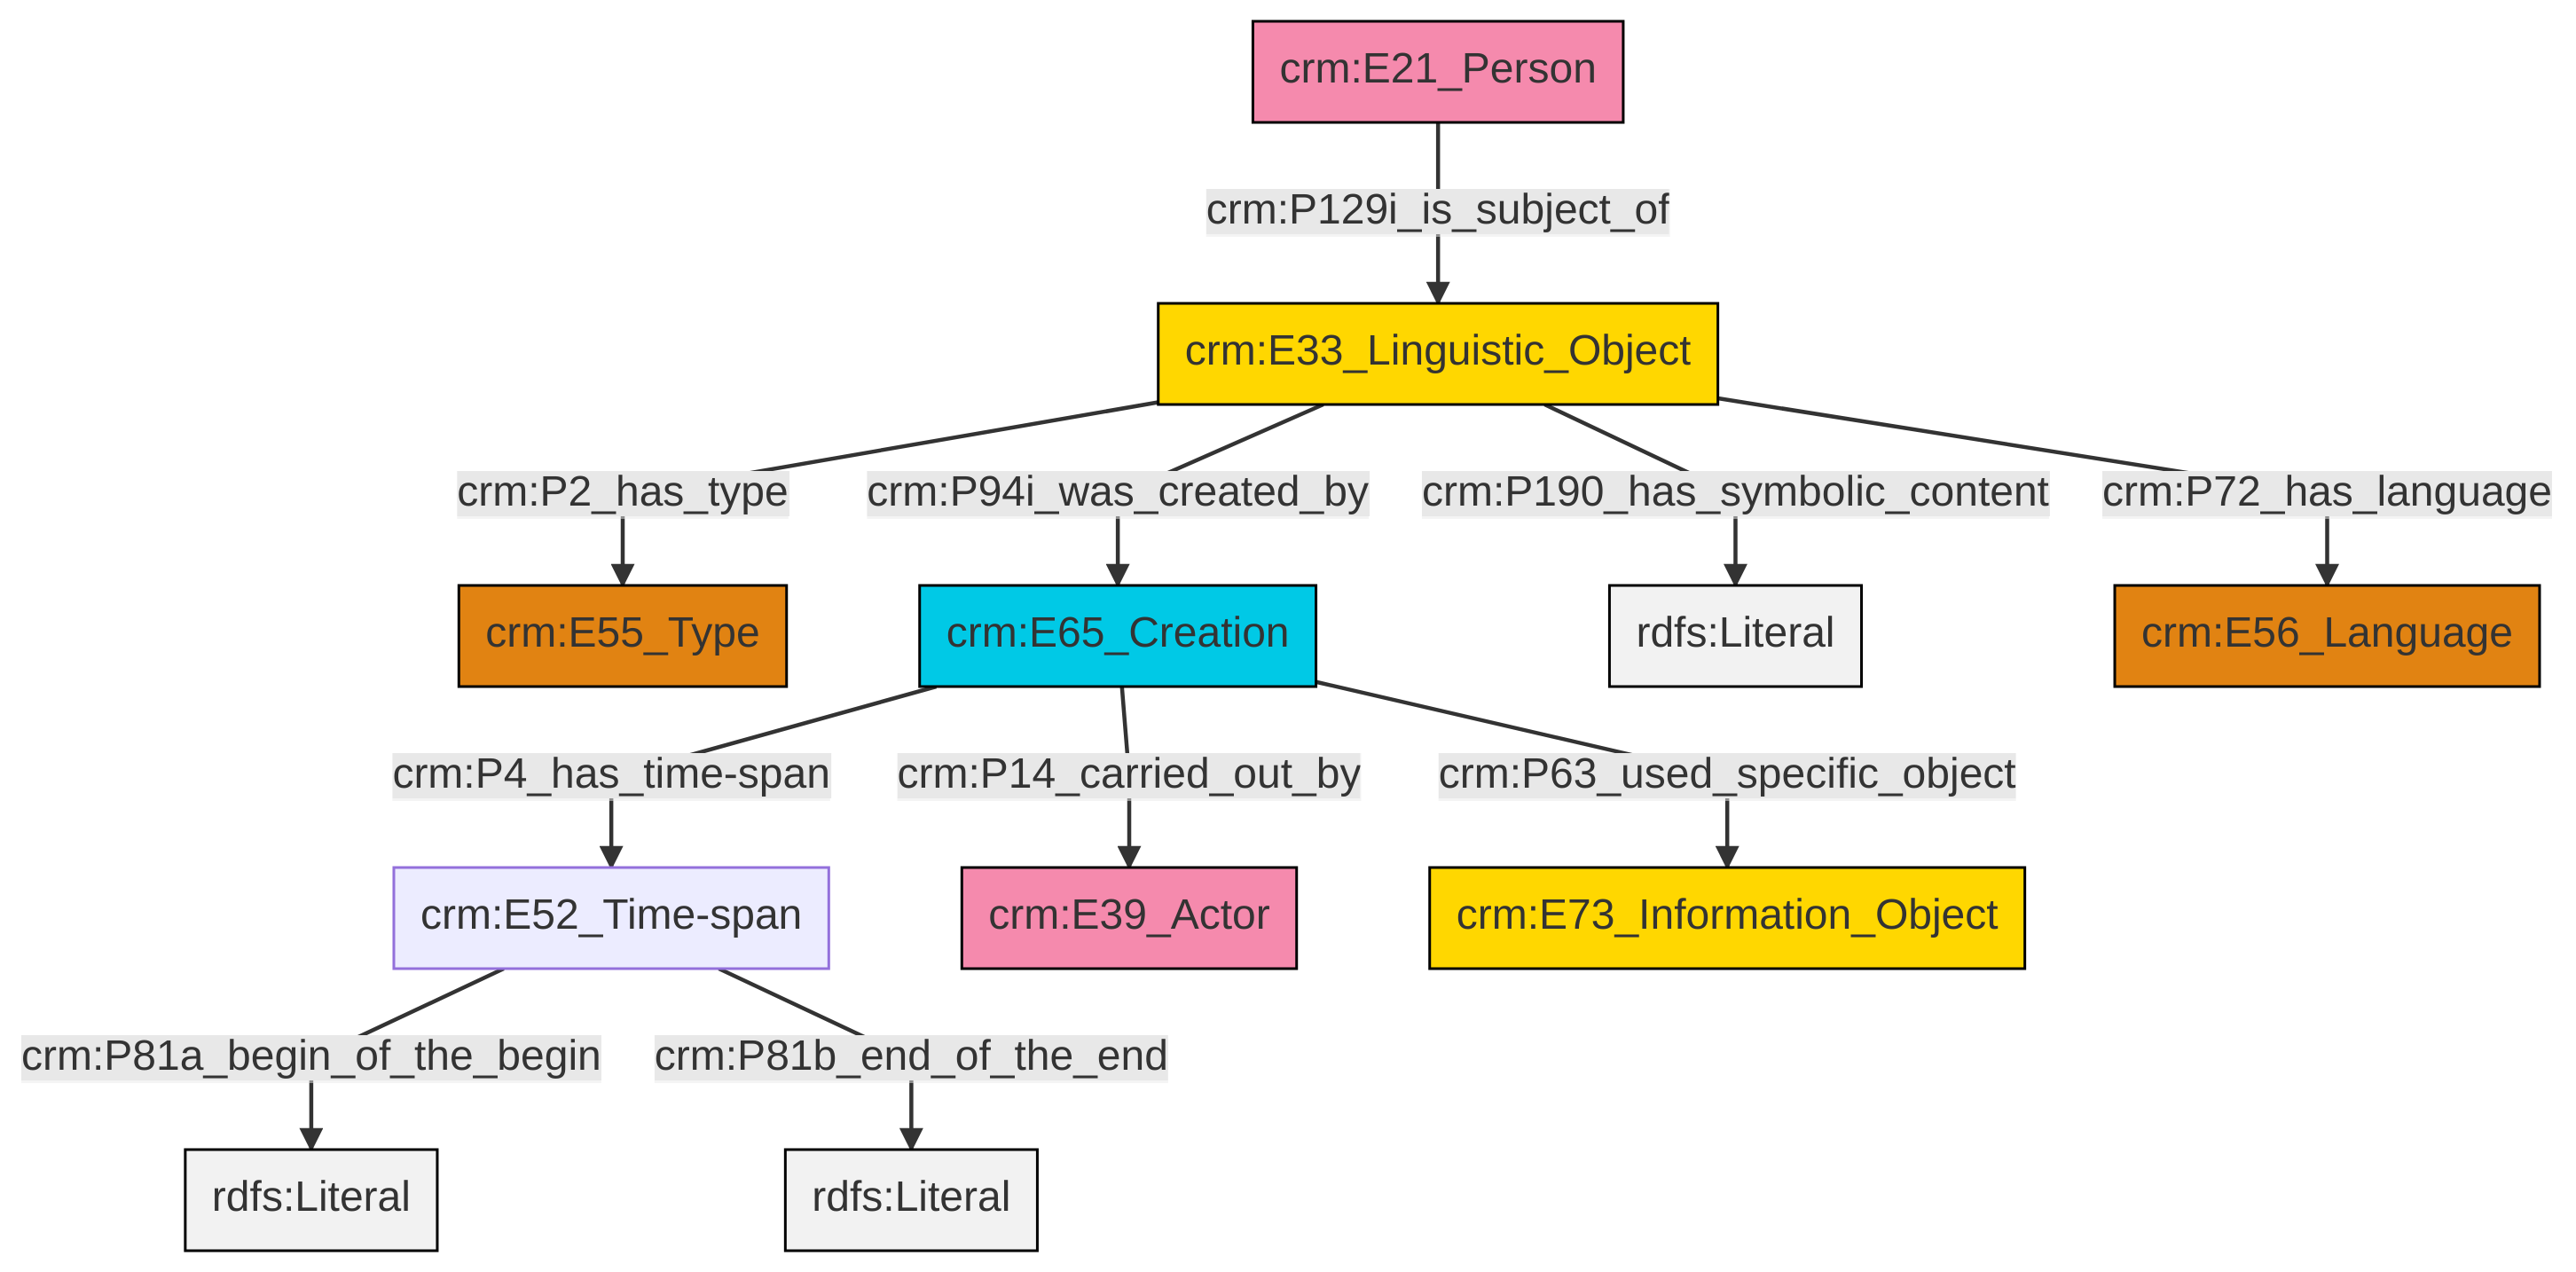 crm:E21_Person
crm:P129i_is_subject_of
crm:E33_Linguistic_Object
crm:P2_has_type
crm:P94i_was_created_by
crm:P190_has_symbolic_content
crm:P72_has_language
crm:E55_Type
crm:E65_Creation
rdfs:Literal
crm:E56_Language
crm:P4_has_time-span
crm:P14_carried_out_by
crm:P63_used_specific_object
crm:E52_Time-span
crm:E39_Actor
crm:E73_Information_Object
crm:P81a_begin_of_the_begin
crm:P81b_end_of_the_end
rdfs:Literal
rdfs:Literal